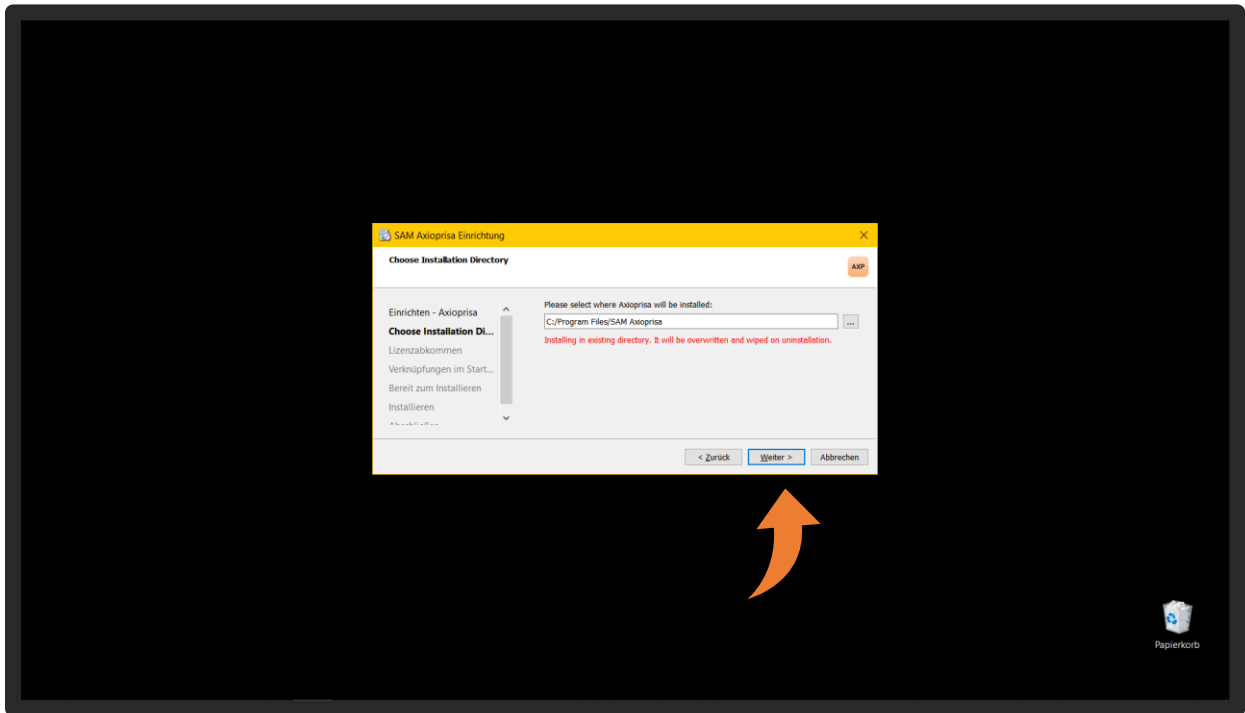 SAM Axioprisa Einrichtung
Choose Installation Directory
AXP
Einrichten - Axioprisa
Choose Installation Di...
Lizenzabkommen
Verknüpfungen im Start...
Bereit zum Installieren
Installieren
Please select where Axioprisa will be installed:
C:/Program Files/SAM Axioprisa
...
Installing in existing directory. It will be overwritten and wiped on uninstallation.
< Zurück
Weiter >
Abbrechen
Papierkorb